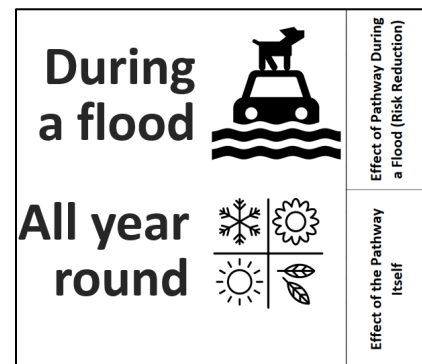 During
a flood
Effect of Pathway During
a Flood (Risk Reduction)
All year
round
Effect of the Pathway
Itself